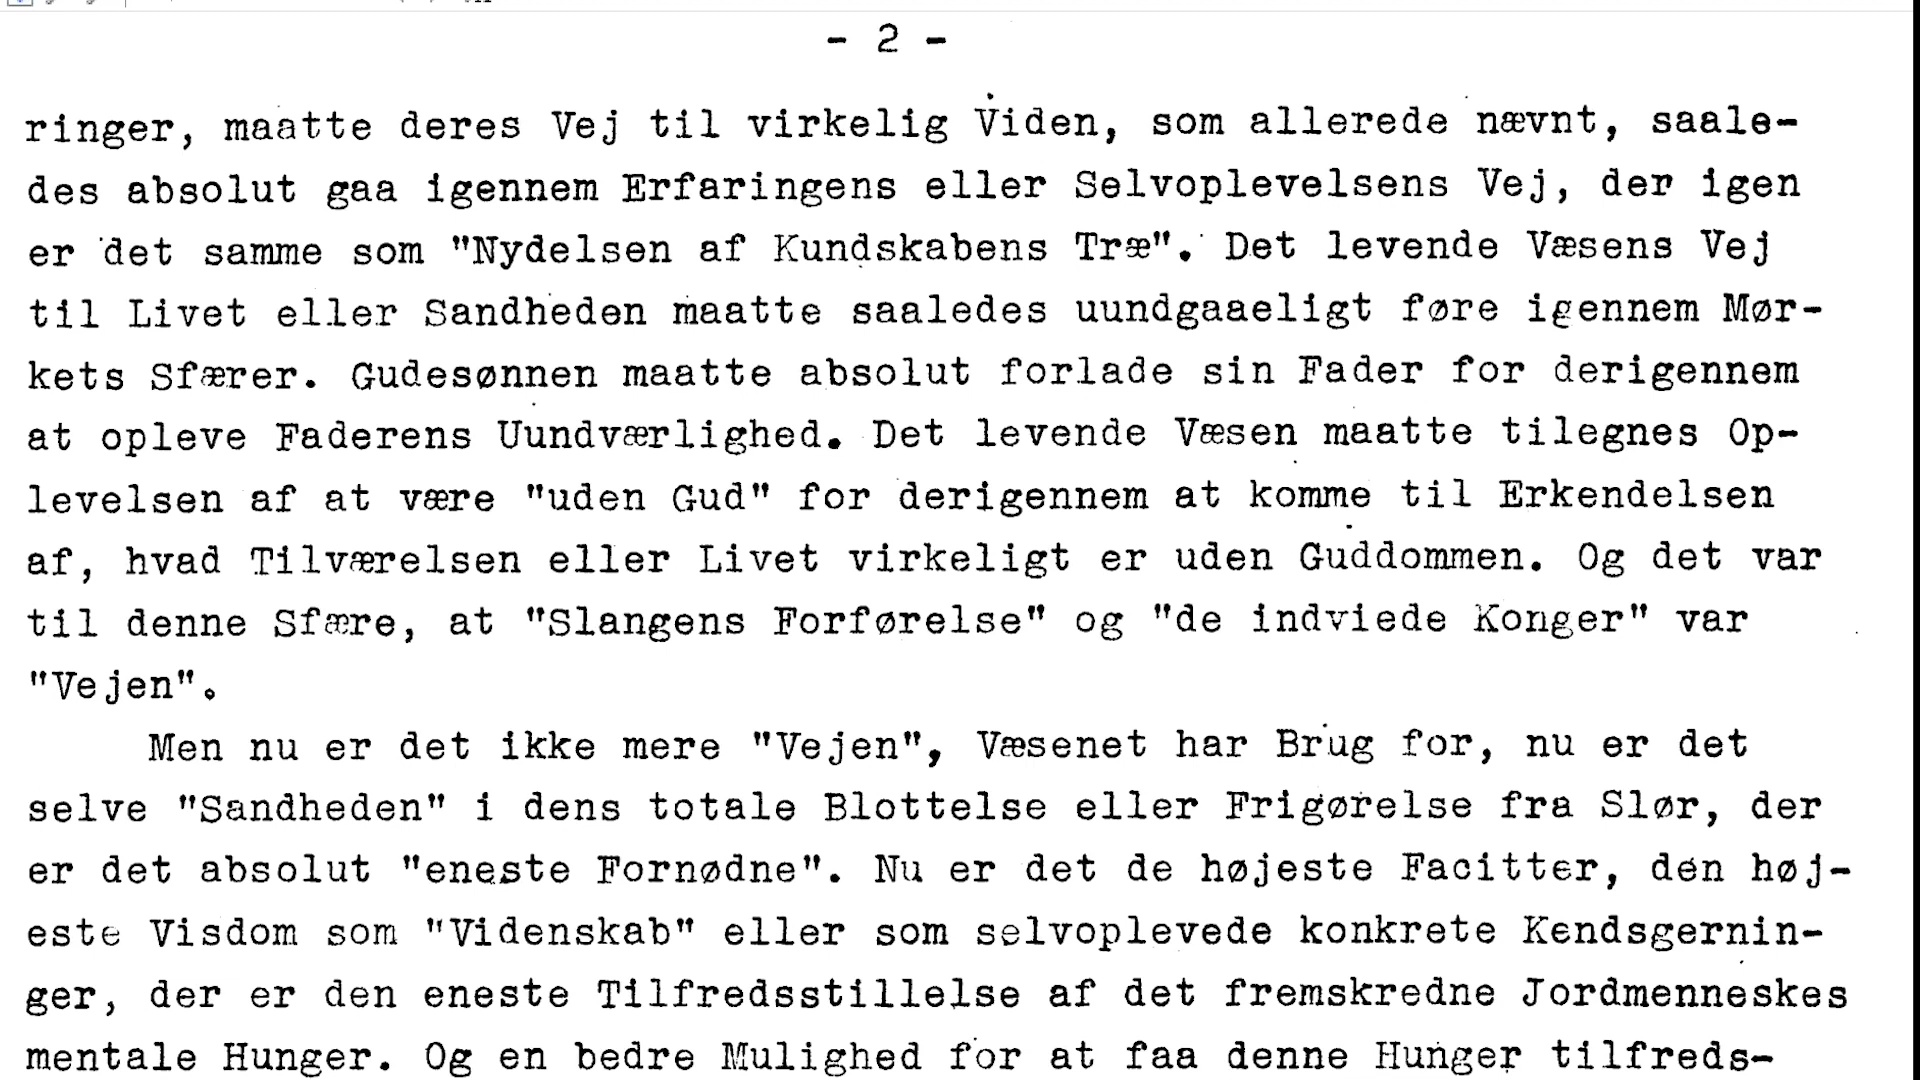 - 2 -
ringer, maatte deres Vej til virkelig Viden, som allerede nævnt, saale-
des absolut gaa igennem Erfaringens eller Selvoplevelsens Vej, der igen
er det samme som "Nydelsen af Kundskabens Træ". Det levende Væsens Vej
til Livet eller Sandheden maatte saaledes uundgaaeligt føre igennem Mør-
kets Sfærer. Gudesønnen maatte absolut forlade sin Fader for derigennem
at opleve Faderens Uundværlighed. Det levende Væsen maatte tilegnes Op-
levelsen af at være "uden Gud" for derigennem at komme til Erkendelsen
af, hvad Tilværelsen eller Livet virkeligt er uden Guddommen. Og det var
til denne Sfære, at "Slangens Forførelse" og "de indviede Konger" var
"Vejen".
Men nu er det ikke mere "Vejen", Væsenet har Brug for, nu er det
selve "Sandheden" i dens totale Blottelse eller Frigørelse fra Slør, der
er det absolut "eneste Fornødne". Nu er det de højeste Facitter, den høj-
este Visdom som "Videnskab" eller som selvoplevede konkrete Kendsgernin-
ger, der er den eneste Tilfredsstillelse af det fremskredne Jordmenneskes
mentale Hunger. Og en bedre Mulighed for at faa denne Hunger tilfreds-